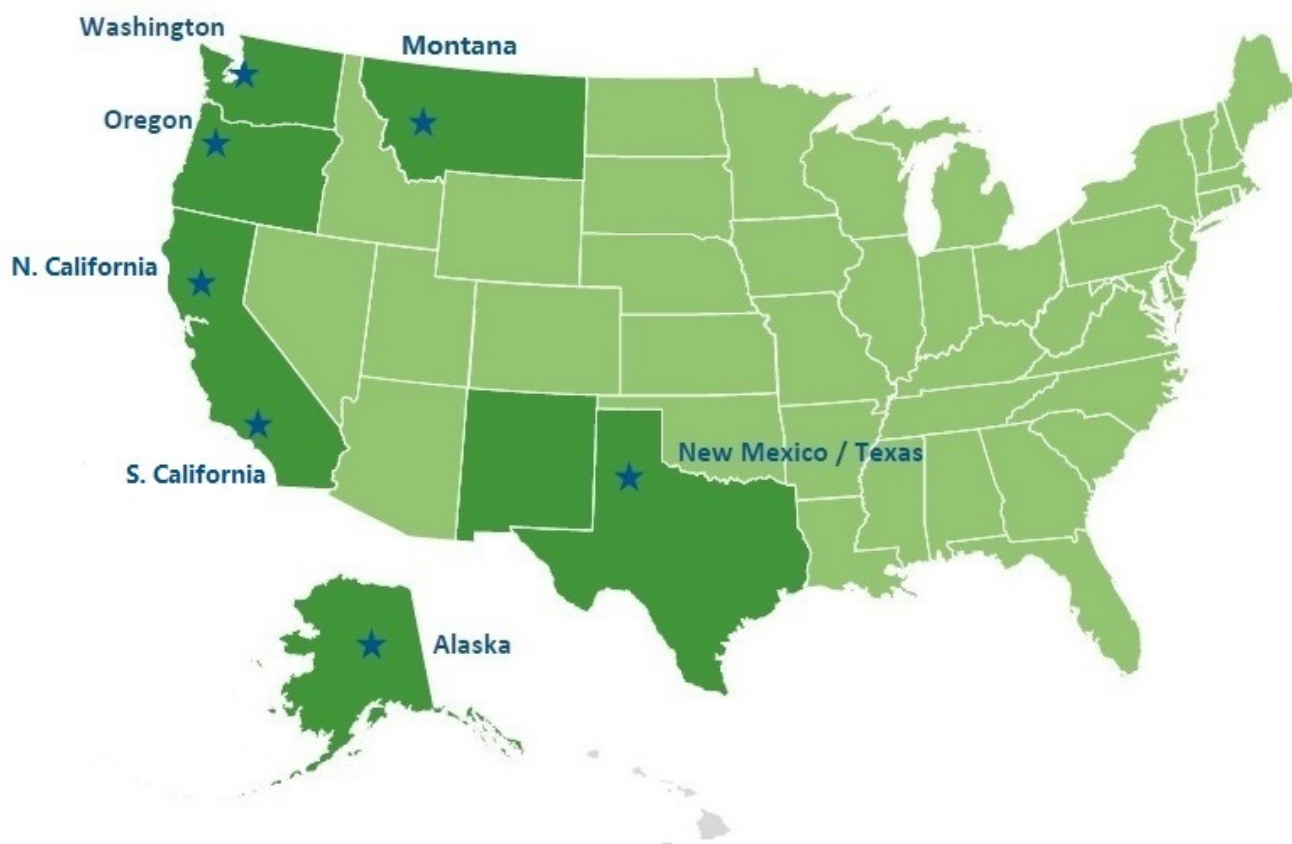 Washington
Montana
Oregon
N. California
New Mexico / Texas
S. California
Alaska